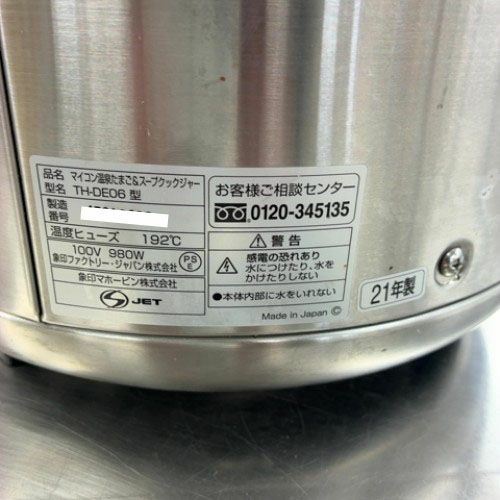 品名 マイコン温泉たまご&スープクックジャー
型名 TH-DE06 型
製造
番号
温度ヒューズ 192℃
100V 980W
象印ファクトリー・ジャパン株式会社
PS
E
象印マホービン株式会社
JET
お客様ご相談センター
0120-345135
警告
感電の恐れあり
水につけたり、水を
かけたりしない
●本体内部に水をいれない
Made in Japan ©
21年製